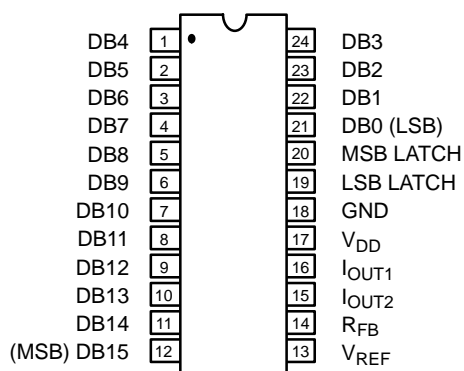 DB4 1 24 DB3
DB5 2 23 DB2
DB6 3 22 DB1
DB7 4 21 DB0 (LSB)
DB8 5 20 MSB LATCH
DB9 6 19 LSB LATCH
DB10 7 18 GND
DB11 8 17 VDD
DB12 9 16 IOUT1
DB13 10 15 IOUT2
DB14 11 14 RFB
(MSB) DB15 12 13 VREF